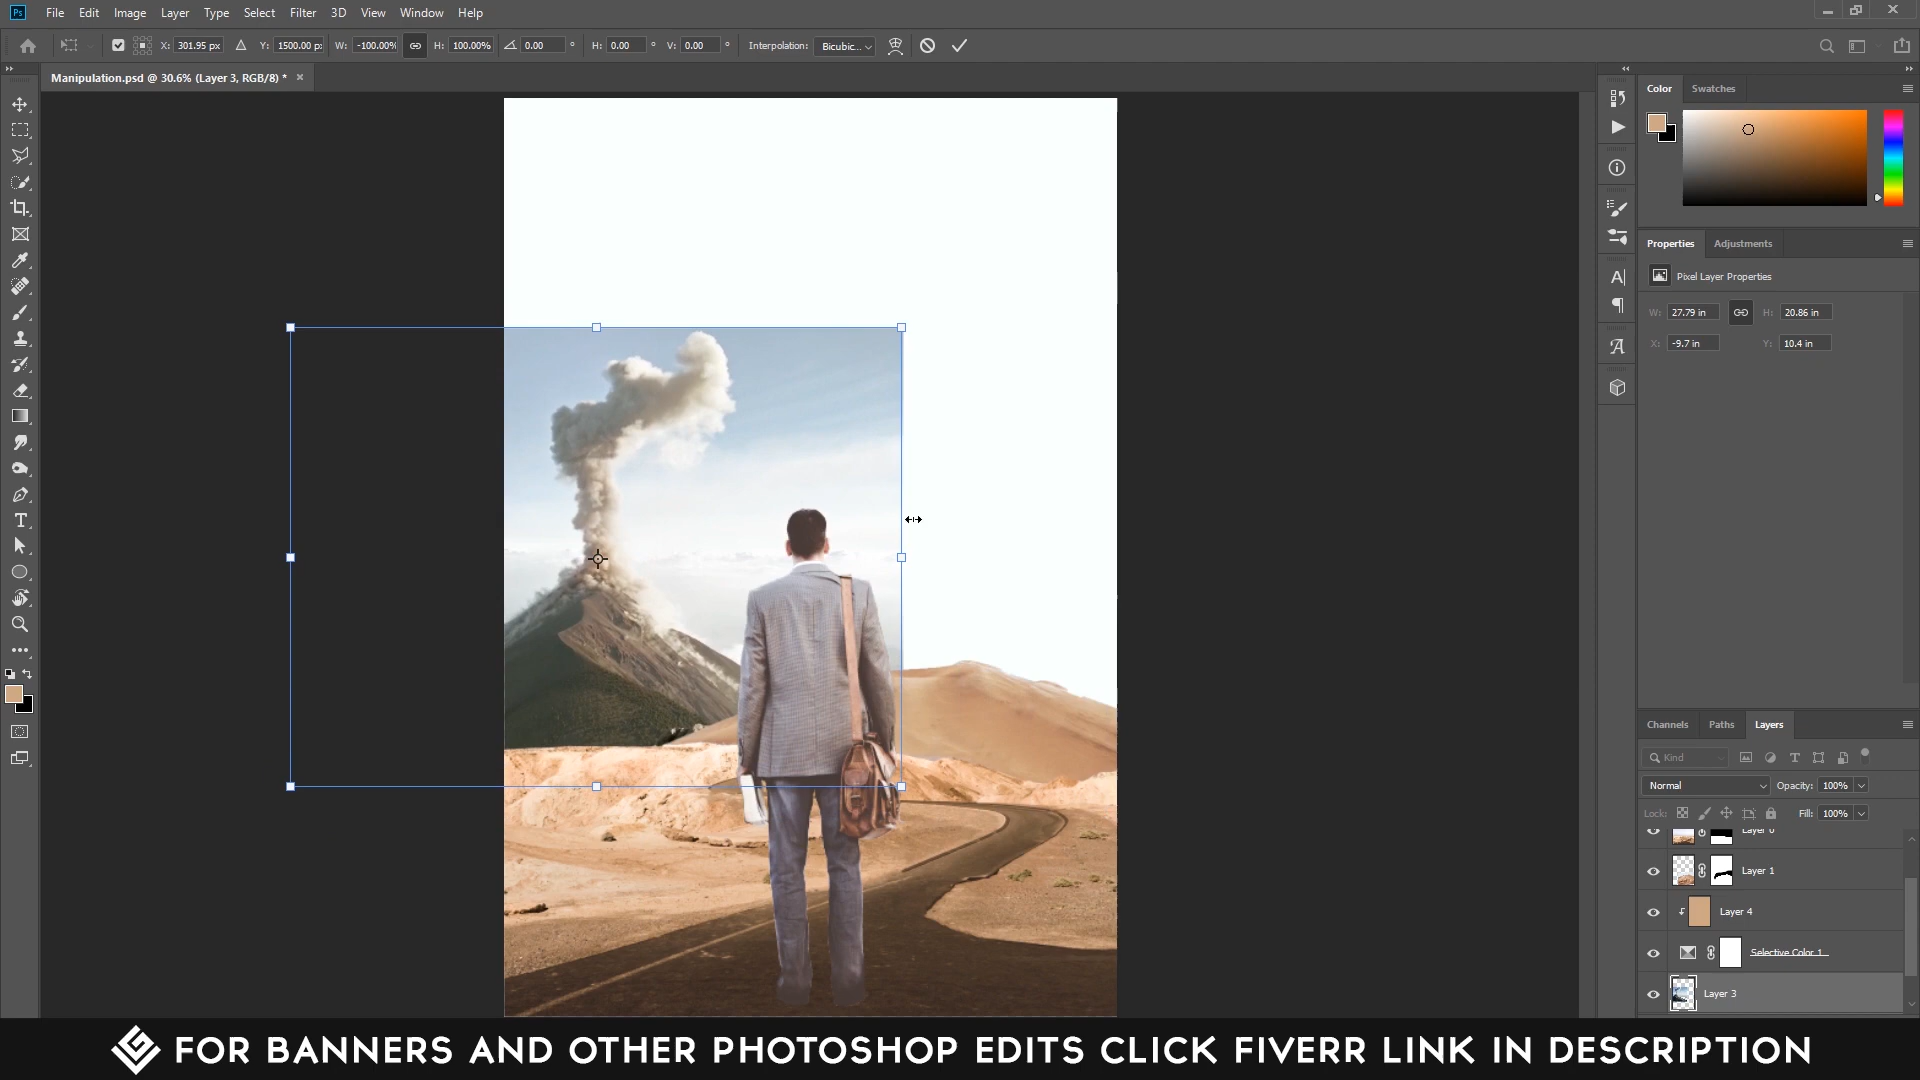 Ps File Edit Image Layer Type Select Filter 3D View Window Help
X: 301.95 px Y: 1500.00 p: W: -100.00% H: 100.00% 0.00 ° H: 0.00 ° V: 0.00 ° Interpolation: Bicubic...
Manipulation.psd @ 30.6% (Layer 3, RGB/8) * ×
Color Swatches
Properties Adjustments
Pixel Layer Properties
W: 27.79 in H: 20.86 in
X: -9.7 in Y: 10.4 in
Channels Paths Layers
Kind
Normal Opacity: 100%
Lock: Fill: 100%
Layer 1
Layer 4
Selective Color 1...
Layer 3
FOR BANNERS AND OTHER PHOTOSHOP EDITS CLICK FIVERR LINK IN DESCRIPTION